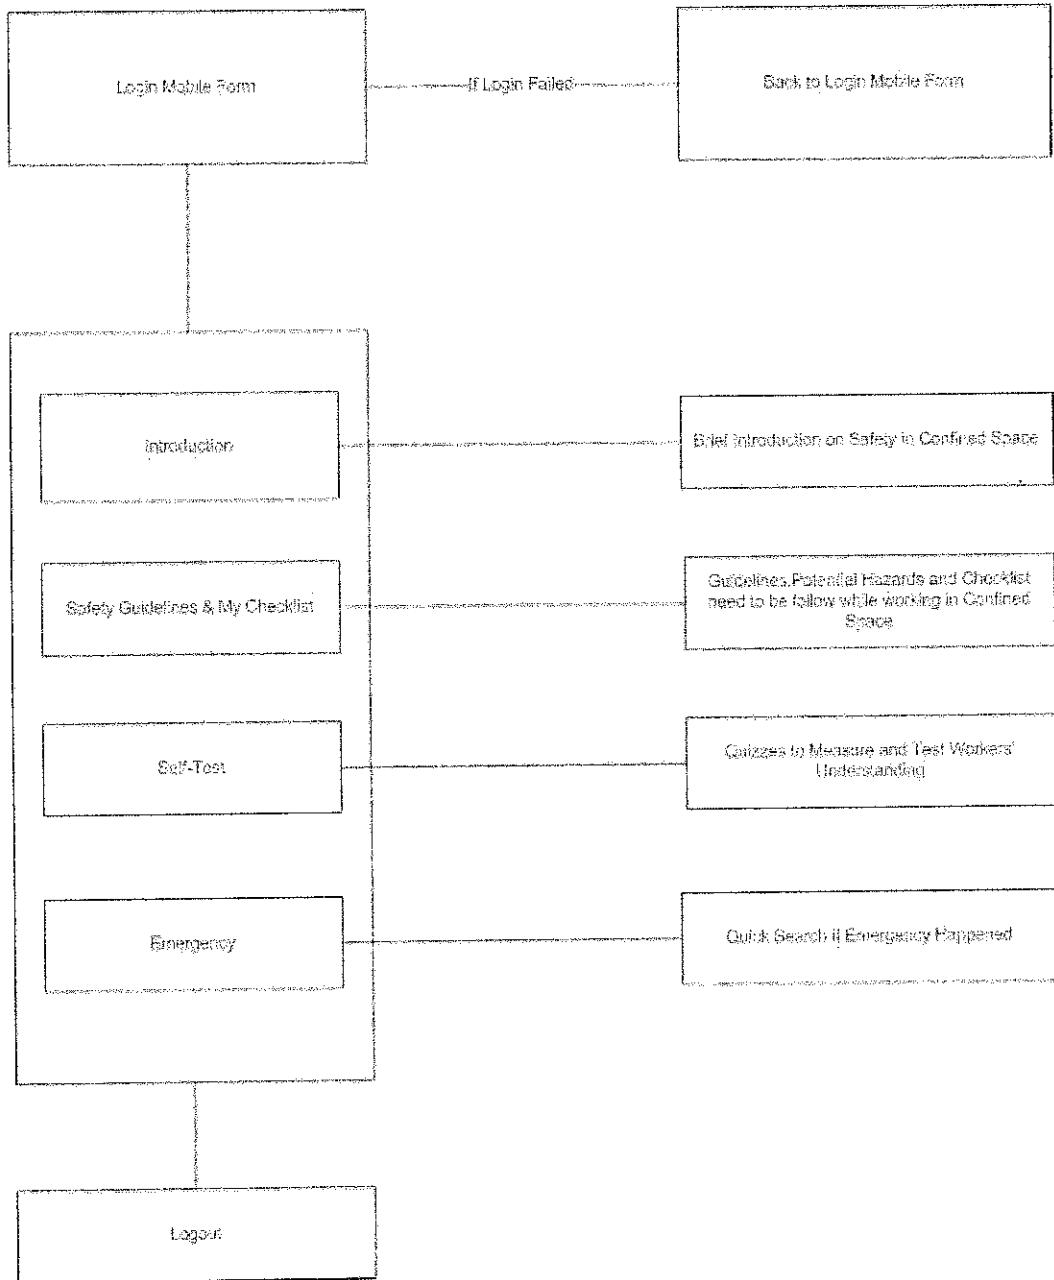 Login Mobile Form
If Login Failed
Back to Login Mobile Form
Introduction
Brief Introduction on Safety in Confined Space
Safety Guidelines & My Checklist
Guidelines,Potential Hazards and Checklist
need to be follow while working in Confined
Space
Self-Test
Quizzes to Measure and Test Workers'
Understanding
Emergency
Quick Search if Emergency Happened
Logout